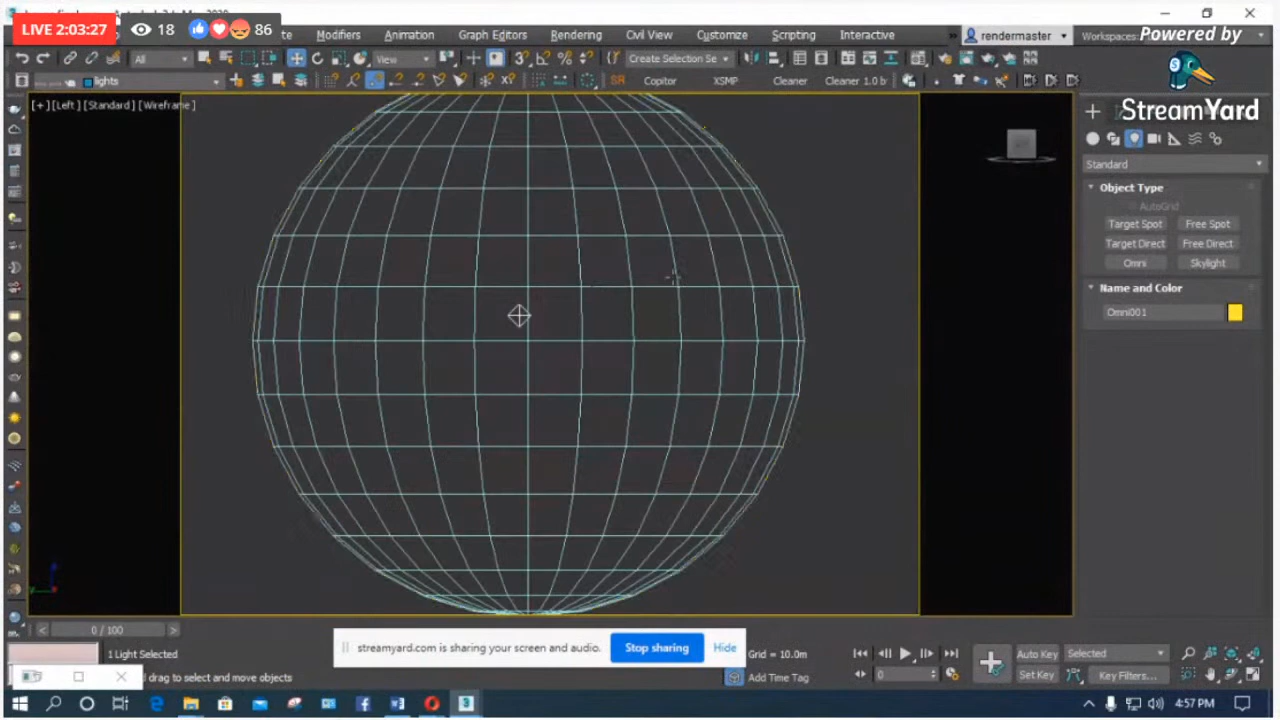 LIVE 2:03:27
18
86
Modifiers
Animation
Graph Editors
Rendering
Civil View
Customize
Scripting
Interactive
rendermaster
Workspaces:
Powered by
StreamYard
All
View
Create Selection Se
lights
Copitor
XSMP
Cleaner
Cleaner 1.0 b
[+] [Left] [Standard] [Wireframe]
Standard
Object Type
AutoGrid
Target Spot
Free Spot
Target Direct
Free Direct
Omni
Skylight
Name and Color
Omni001
0 / 100
1 Light Selected
drag to select and move objects
streamyard.com is sharing your screen and audio.
Stop sharing
Hide
Grid = 10.0m
Add Time Tag
0
Auto Key
Selected
Set Key
Key Filters...
4:57 PM